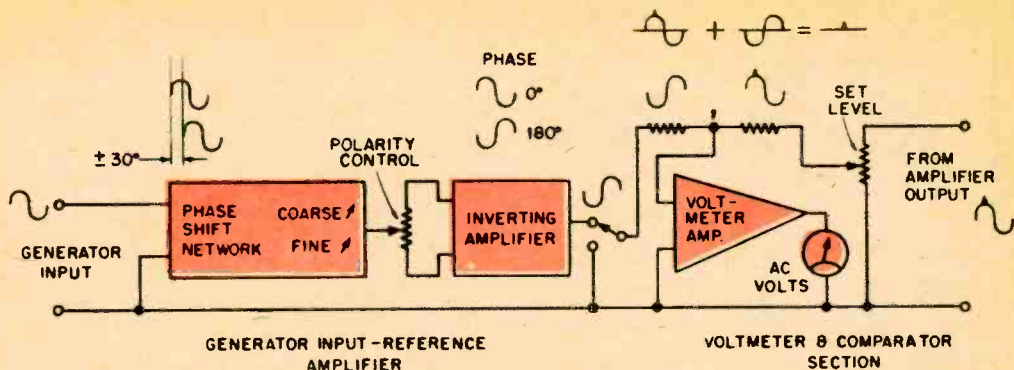 + =
PHASE
0°
180°
± 30°
POLARITY
CONTROL
SET
LEVEL
PHASE
SHIFT
NETWORK
COARSE
FINE
INVERTING
AMPLIFIER
VOLT-
METER
AMP.
FROM
AMPLIFIER
OUTPUT
GENERATOR
INPUT
AC
VOLTS
GENERATOR INPUT-REFERENCE
AMPLIFIER
VOLTMETER & COMPARATOR
SECTION